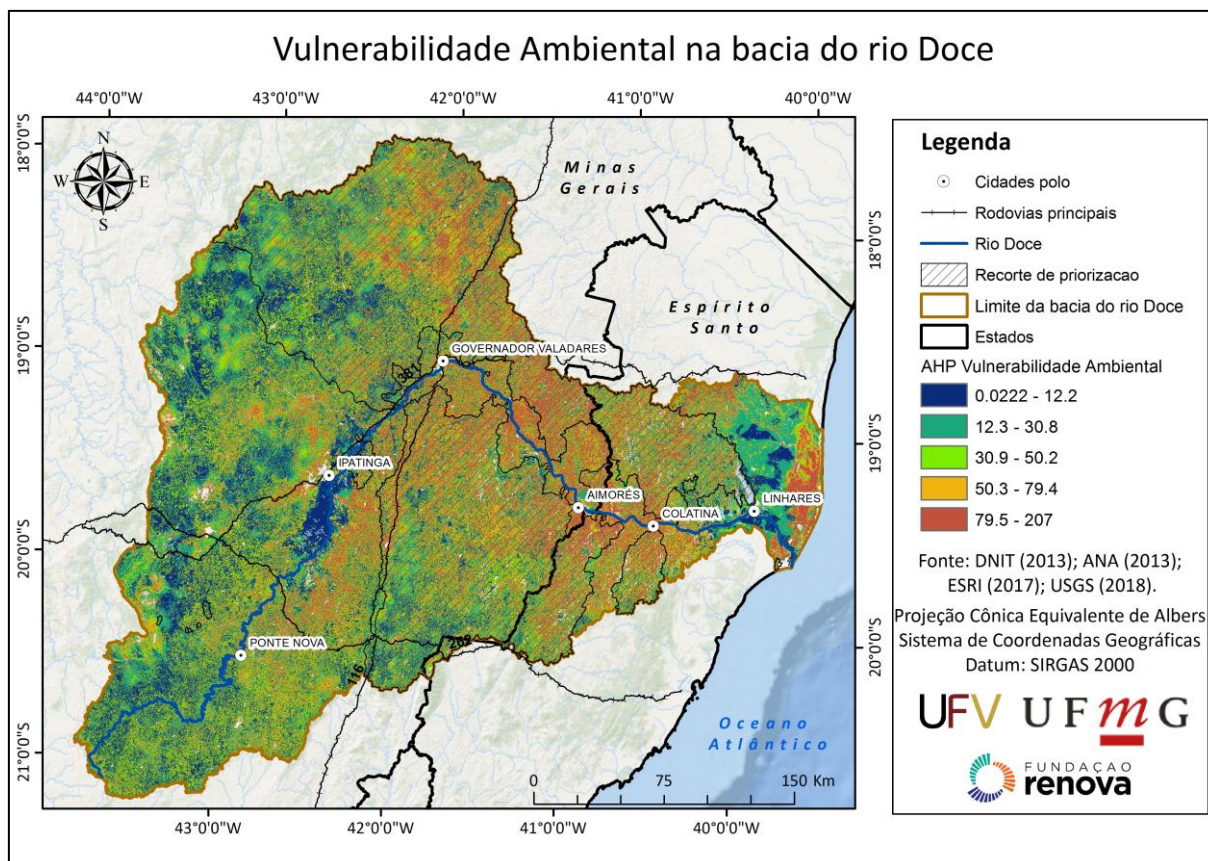 Vulnerabilidade Ambiental na bacia do rio Doce
44°0'0"W 43°0'0"W 42°0'0"W 41°0'0"W 40°0'0"W
18°0'0"S
18°0'0"S
19°0'0"S
19°0'0"S
20°0'0"S
20°0'0"S
21°0'0"S
N
W E
S
Minas
Gerais
Espírito
Santo
GOVERNADOR VALADARES
381
IPATINGA
AIMORÉS
COLATINA
LINHARES
PONTE NOVA
262
116
Oceano
Atlântico
0 75 150 Km
43°0'0"W 42°0'0"W 41°0'0"W 40°0'0"W
Legenda
Cidades polo
Rodovias principais
Rio Doce
Recorte de priorizacao
Limite da bacia do rio Doce
Estados
AHP Vulnerabilidade Ambiental
0.0222 - 12.2
12.3 - 30.8
30.9 - 50.2
50.3 - 79.4
79.5 - 207
Fonte: DNIT (2013); ANA (2013);
ESRI (2017); USGS (2018).
Projeção Cônica Equivalente de Albers
Sistema de Coordenadas Geográficas
Datum: SIRGAS 2000
UFV UFmG
FUNDAÇÃO
renova